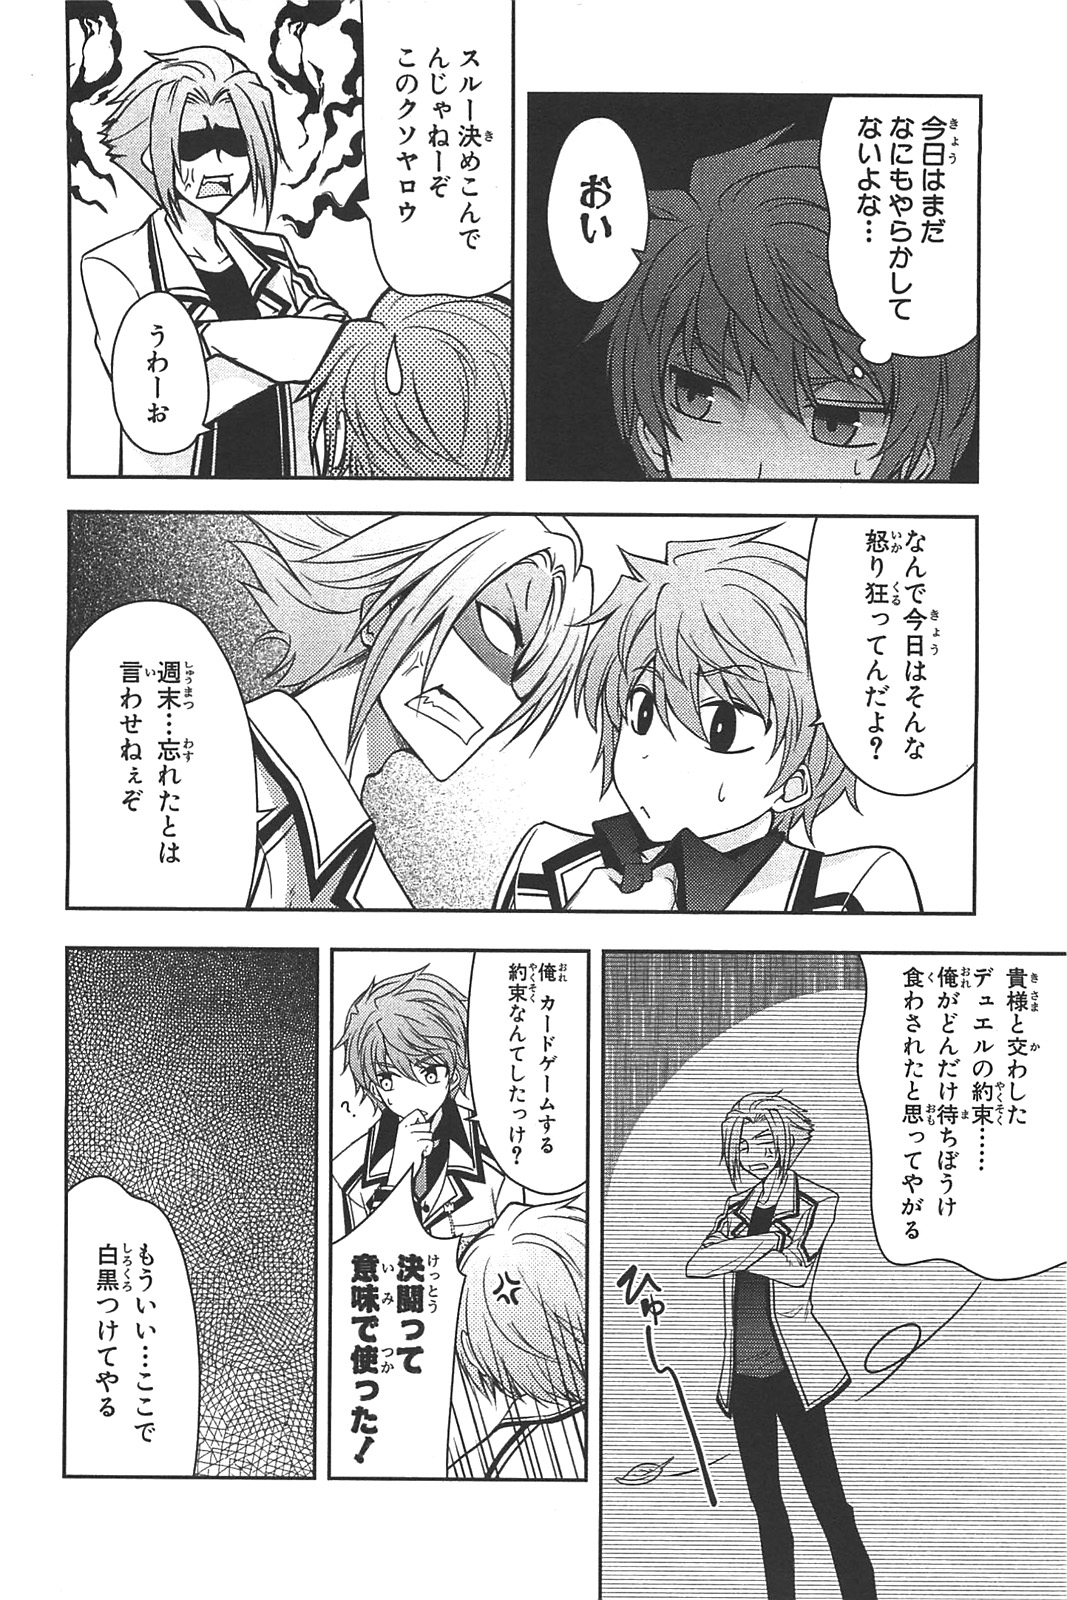 今日はまだ
なにもやらかして
ないよな…
おい
スルー決めこんで
んじゃねーぞ
このクソヤロウ
うわーお
なんで今日はそんな
怒り狂ってんだよ?
週末…忘れたとは
言わせねぇぞ
貴様と交わした
デュエルの約束……
俺がどんだけ待ちぼうけ
食わされたと思ってやがる
ひゅー
俺 カードゲームする
約束なんてしたっけ?
?
決闘って
意味で使った!
もういい…ここで
白黒つけてやる